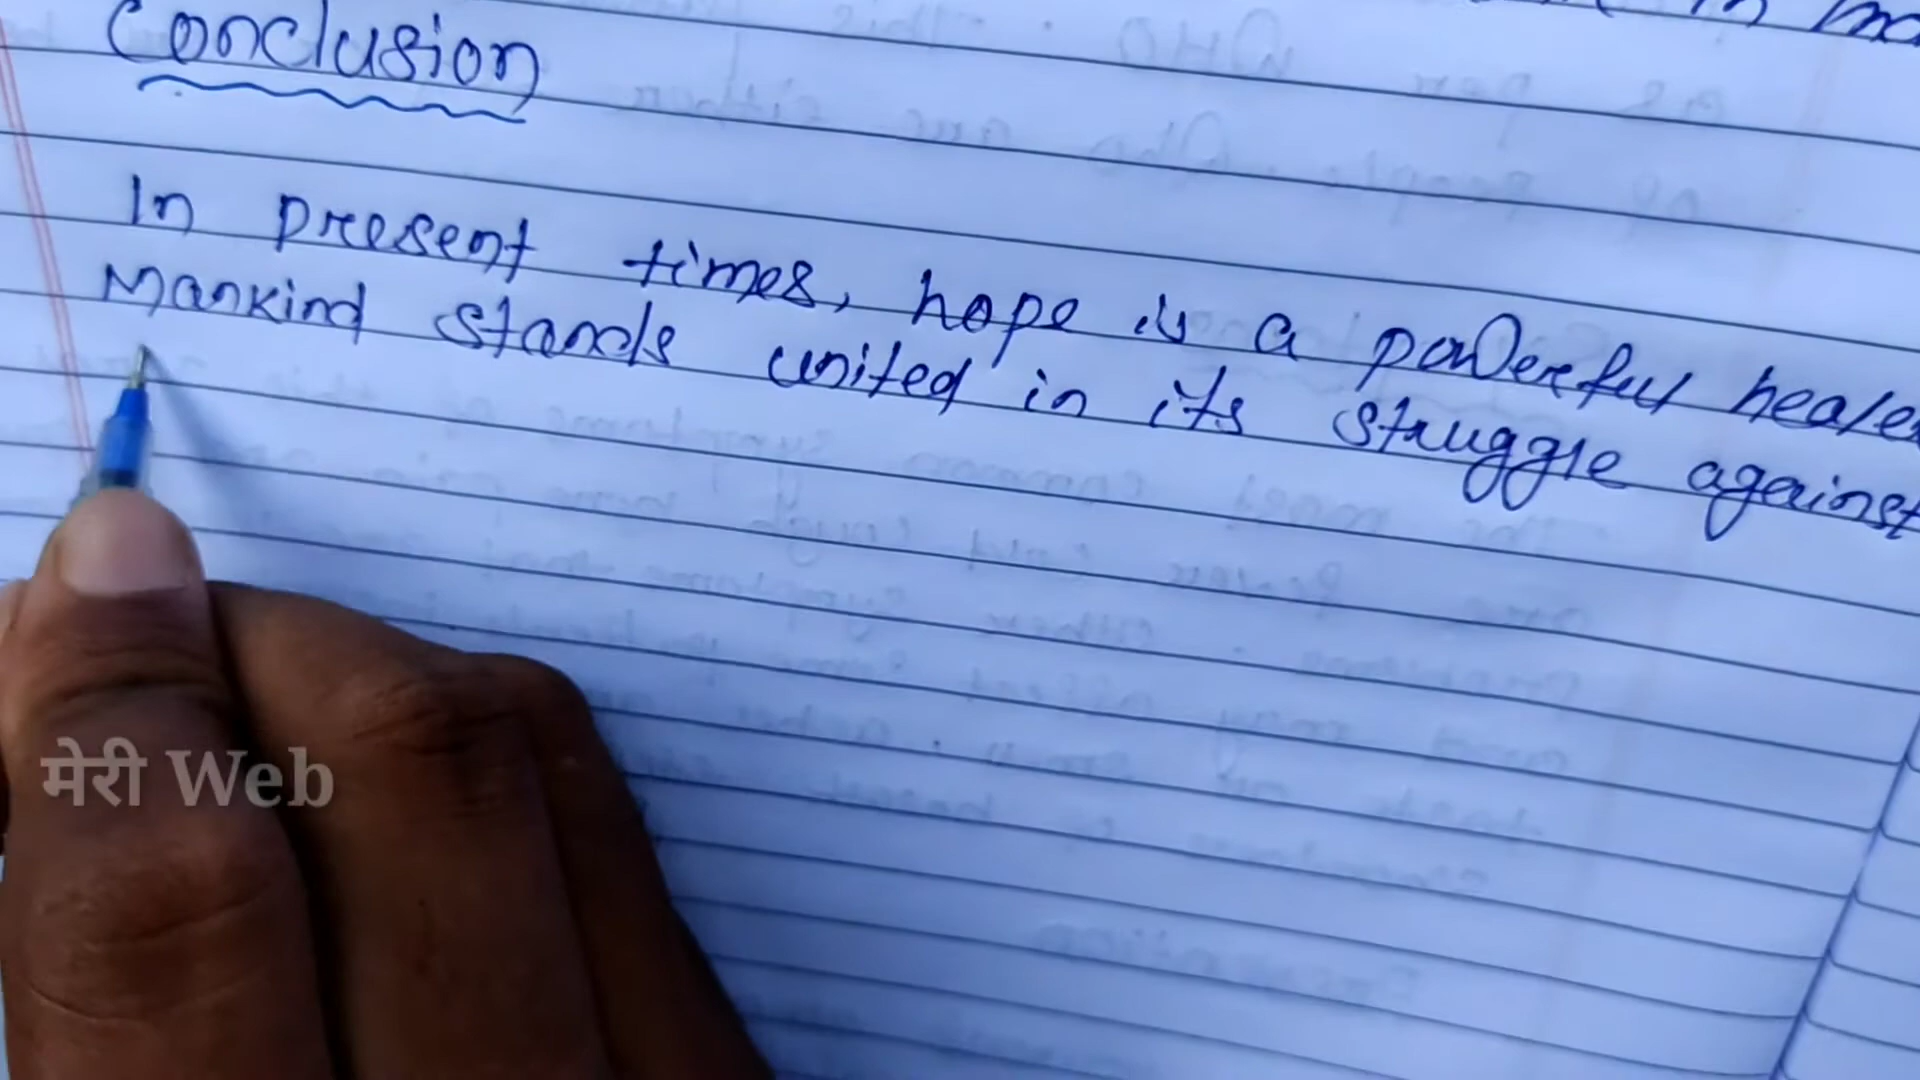 Conclusion
In present times, hope is a powerful healer
Mankind stands united in its struggle against
मेरी Web